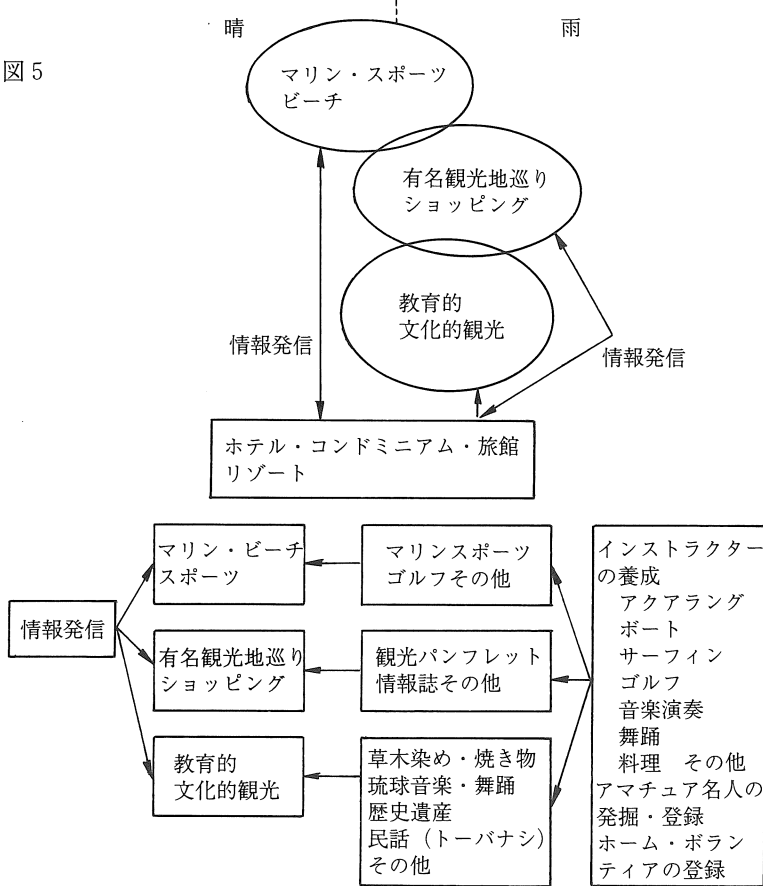 晴
雨
図5
マリン・スポーツ
ビーチ
有名観光地巡り
ショッピング
教育的
文化的観光
情報発信
情報発信
ホテル・コンドミニアム・旅館
リゾート
情報発信
マリン・ビーチ
スポーツ
有名観光地巡り
ショッピング
教育的
文化的観光
マリンスポーツ
ゴルフその他
観光パンフレット
情報誌その他
草木染め・焼き物
琉球音楽・舞踊
歴史遺産
民話（トーバナシ）
その他
インストラクター
の養成
アクアラング
ボート
サーフィン
ゴルフ
音楽演奏
舞踊
料理　その他
アマチュア名人の
発掘・登録
ホーム・ボラン
ティアの登録